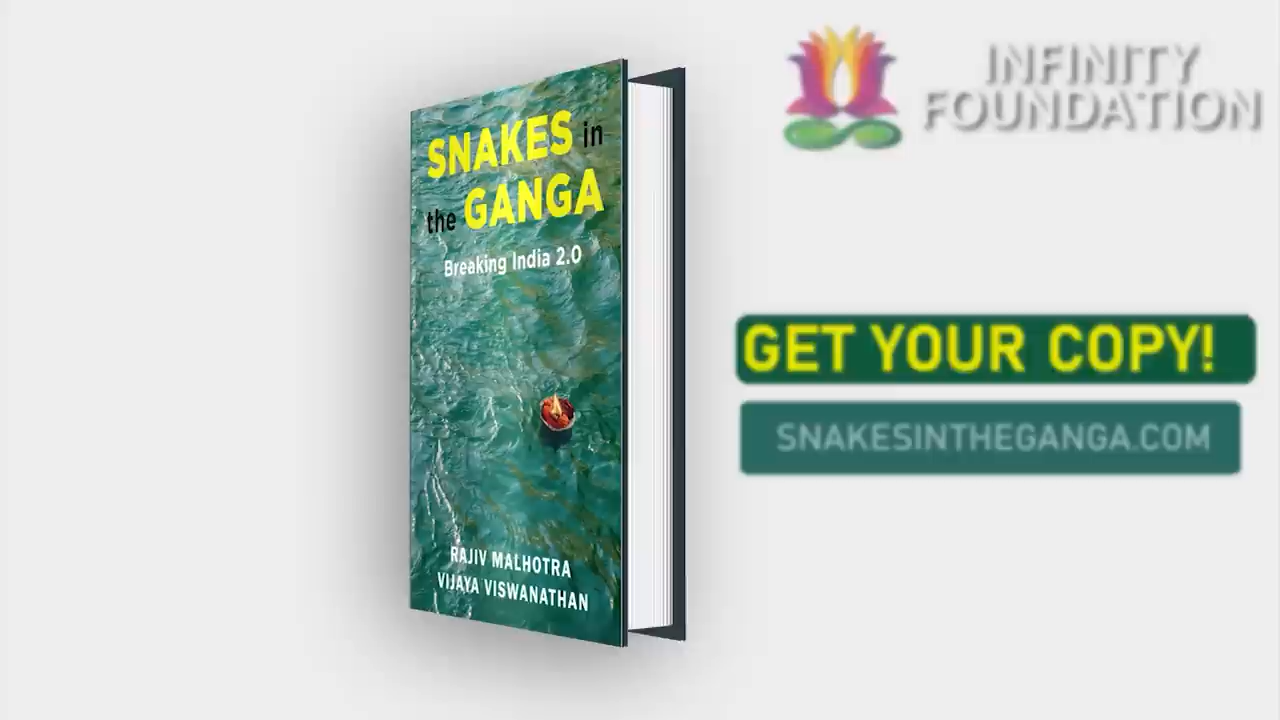 SNAKES in
the GANGA
Breaking India 2.0
RAJIV MALHOTRA
VIJAYA VISWANATHAN
INFINITY
FOUNDATION
GET YOUR COPY!
SNAKESINTHEGANGA.COM